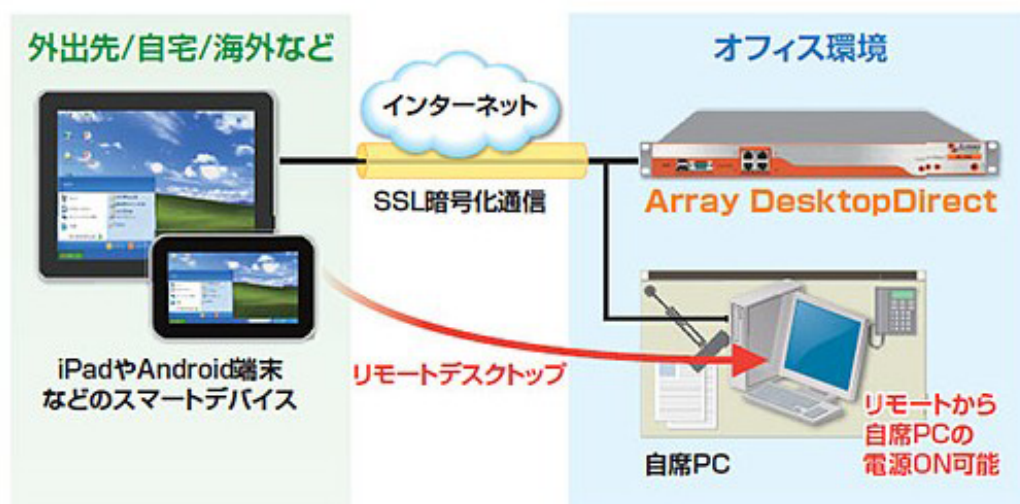 外出先/自宅/海外など
オフィス環境
インターネット
SSL暗号化通信
Array DesktopDirect
iPadやAndroid端末
などのスマートデバイス
リモートデスクトップ
自席PC
リモートから
自席PCの
電源ON可能